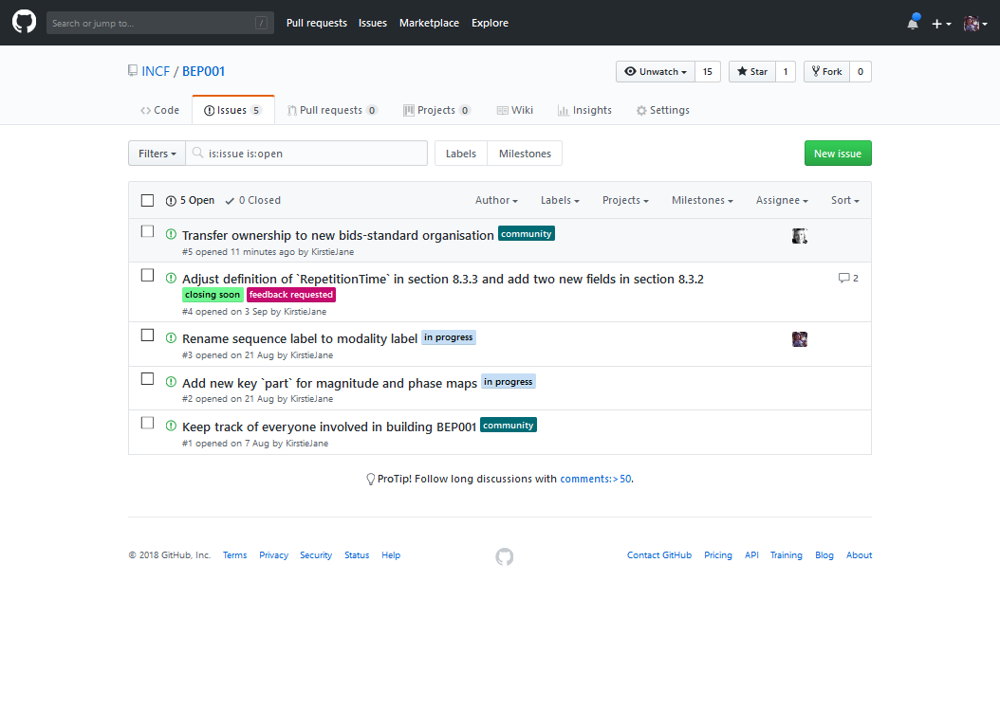 Search or jump to... /
Pull requests Issues Marketplace Explore
INCF / BEP001
Unwatch 15 Star 1 Fork 0
Code Issues 5 Pull requests 0 Projects 0 Wiki Insights Settings
Filters is:issue is:open Labels Milestones New issue
5 Open 0 Closed Author Labels Projects Milestones Assignee Sort
Transfer ownership to new bids-standard organisation community
#5 opened 11 minutes ago by KirstieJane
Adjust definition of `RepetitionTime` in section 8.3.3 and add two new fields in section 8.3.2 2
closing soon feedback requested
#4 opened on 3 Sep by KirstieJane
Rename sequence label to modality label in progress
#3 opened on 21 Aug by KirstieJane
Add new key `part` for magnitude and phase maps in progress
#2 opened on 21 Aug by KirstieJane
Keep track of everyone involved in building BEP001 community
#1 opened on 7 Aug by KirstieJane
ProTip! Follow long discussions with comments:>50.
© 2018 GitHub, Inc. Terms Privacy Security Status Help Contact GitHub Pricing API Training Blog About